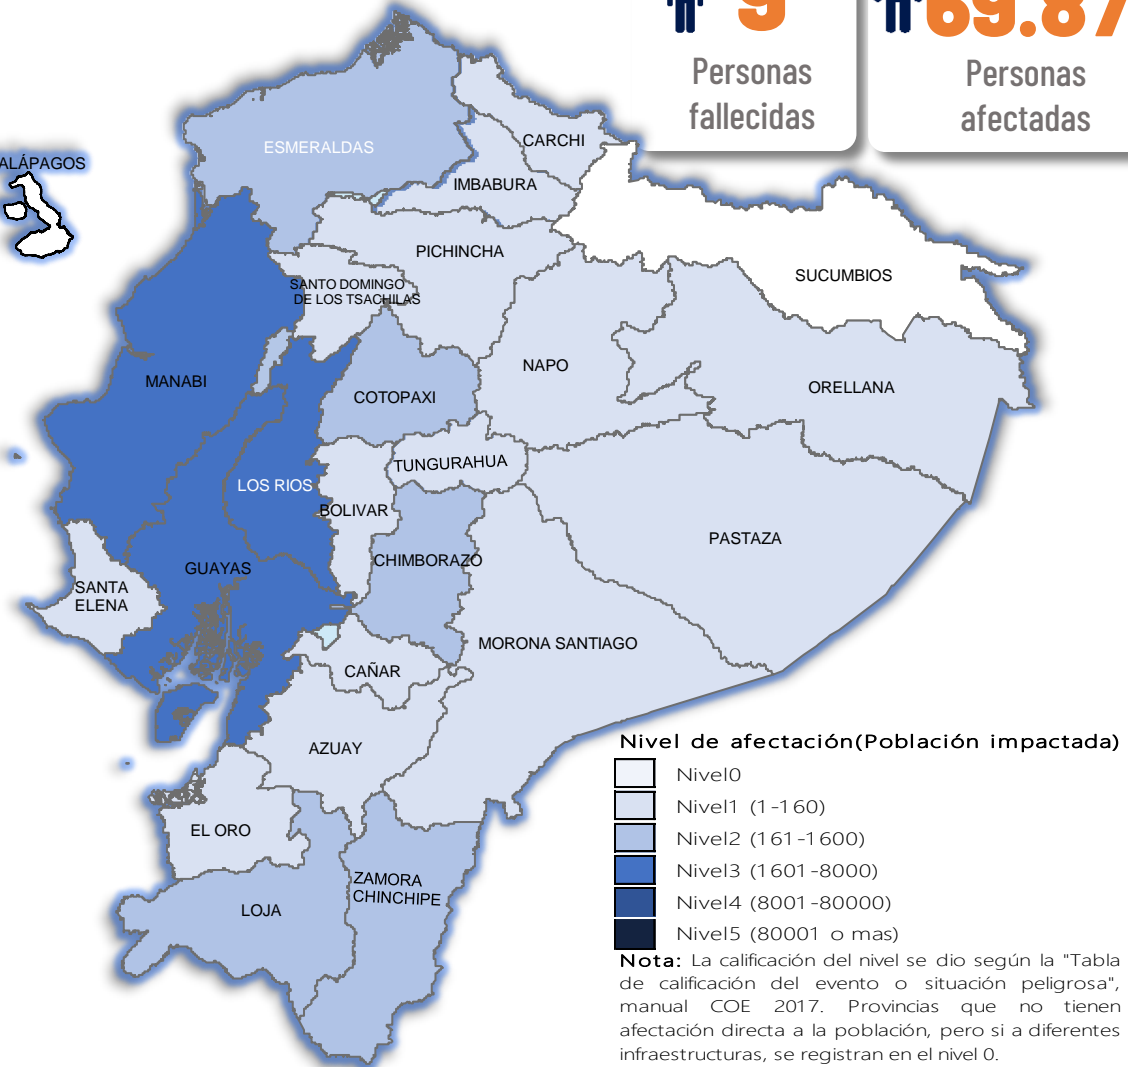 9
69.87
Personas
fallecidas
Personas
afectadas
ALÁPAGOS
ESMERALDAS
CARCHI
IMBABURA
PICHINCHA
SUCUMBIOS
SANTO DOMINGO
DE LOS TSACHILAS
NAPO
MANABI
COTOPAXI
ORELLANA
TUNGURAHUA
LOS RIOS
BOLIVAR
PASTAZA
CHIMBORAZO
GUAYAS
SANTA
ELENA
MORONA SANTIAGO
CAÑAR
AZUAY
EL ORO
ZAMORA
CHINCHIPE
LOJA
Nivel de afectación(Población impactada)
Nivel0
Nivel1 (1-160)
Nivel2 (161-1600)
Nivel3 (1601-8000)
Nivel4 (8001-80000)
Nivel5 (80001 o mas)
Nota: La calificación del nivel se dio según la "Tabla
de calificación del evento o situación peligrosa",
manual COE 2017. Provincias que no tienen
afectación directa a la población, pero si a diferentes
infraestructuras, se registran en el nivel 0.